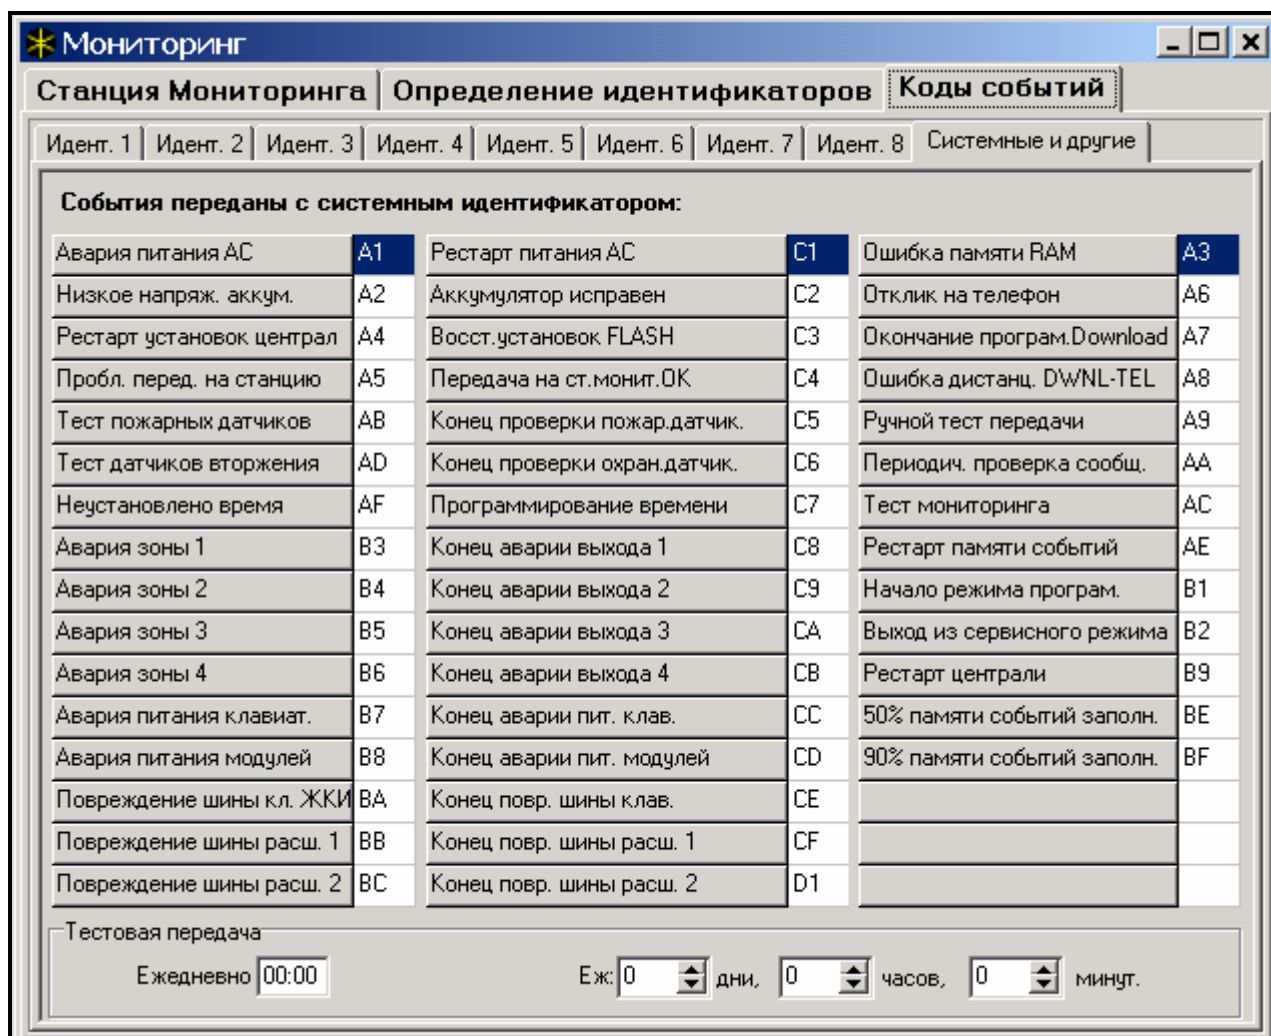 Мониторинг
Станция Мониторинга Определение идентификаторов Коды событий
Идент. 1 Идент. 2 Идент. 3 Идент. 4 Идент. 5 Идент. 6 Идент. 7 Идент. 8 Системные и другие
События переданы с системным идентификатором:
Авария питания AC A1 Рестарт питания AC C1 Ошибка памяти RAM A3
Низкое напряж. аккум. A2 Аккумулятор исправен C2 Отклик на телефон A6
Рестарт установок централ A4 Восст.установок FLASH C3 Окончание програм.Download A7
Пробл. перед. на станцию A5 Передача на ст.монит.ОК C4 Ошибка дистанц. DWNL-TEL A8
Тест пожарных датчиков AB Конец проверки пожар.датчик. C5 Ручной тест передачи A9
Тест датчиков вторжения AD Конец проверки охран.датчик. C6 Периодич. проверка сообщ. AA
Неустановлено время AF Программирование времени C7 Тест мониторинга AC
Авария зоны 1 B3 Конец аварии выхода 1 C8 Рестарт памяти событий AE
Авария зоны 2 B4 Конец аварии выхода 2 C9 Начало режима програм. B1
Авария зоны 3 B5 Конец аварии выхода 3 CA Выход из сервисного режима B2
Авария зоны 4 B6 Конец аварии выхода 4 CB Рестарт централи B9
Авария питания клавиат. B7 Конец аварии пит. клав. CC 50% памяти событий заполн. BE
Авария питания модулей B8 Конец аварии пит. модулей CD 90% памяти событий заполн. BF
Повреждение шины кл. ЖКИ BA Конец повр. шины клав. CE
Повреждение шины расш. 1 BB Конец повр. шины расш. 1 CF
Повреждение шины расш. 2 BC Конец повр. шины расш. 2 D1
Тестовая передача
Ежедневно 00:00 Еж: 0 дни, 0 часов, 0 минут.